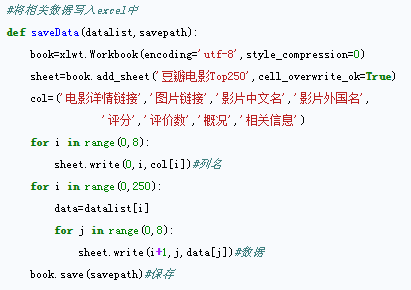 #将相关数据写入excel中
def saveData(datalist,savepath):
    book=xlwt.Workbook(encoding='utf-8',style_compression=0)
    sheet=book.add_sheet('豆瓣电影Top250',cell_overwrite_ok=True)
    col=('电影详情链接','图片链接','影片中文名','影片外国名',
            '评分','评价数','概况','相关信息')
    for i in range(0,8):
        sheet.write(0,i,col[i])#列名
    for i in range(0,250):
        data=datalist[i]
        for j in range(0,8):
            sheet.write(i+1,j,data[j])#数据
    book.save(savepath)#保存